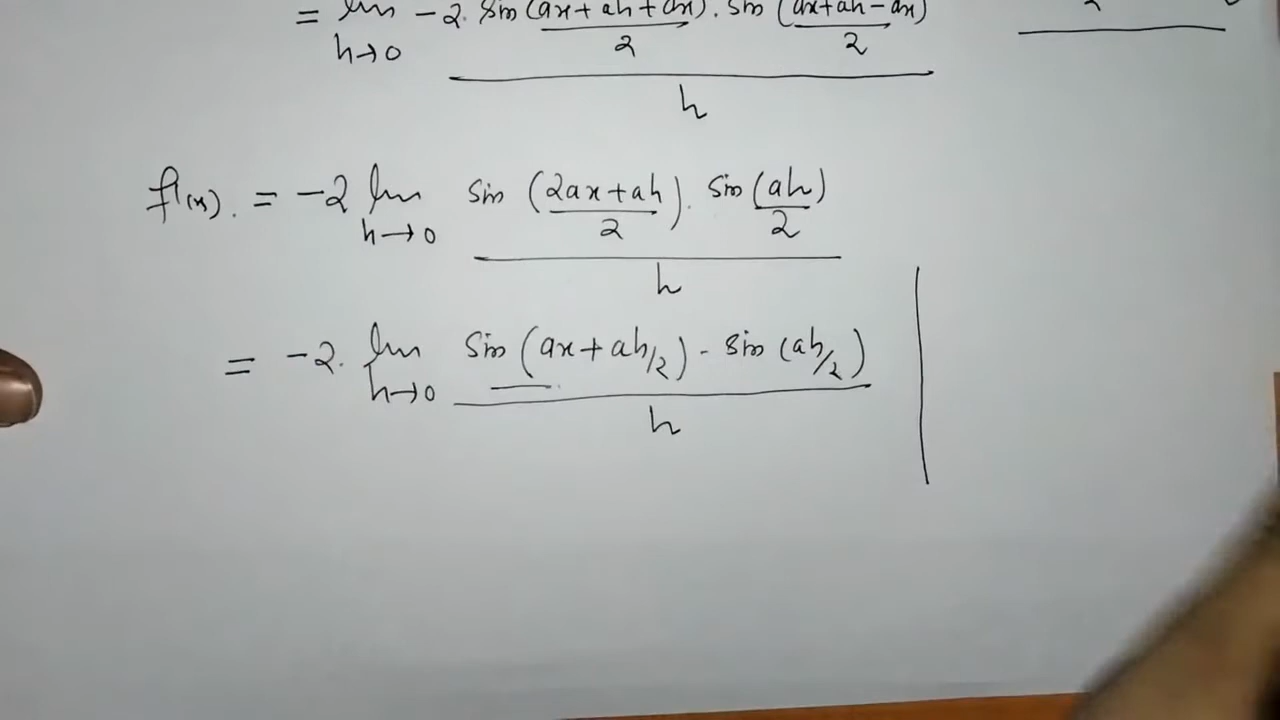 = lim h→0 -2. sin (ax+ah+ax)/2 . sin (ax+ah-ax)/2 / h
f'(x). = -2 lim h→0 sin (2ax+ah)/2 . sin (ah)/2 / h
= -2. lim h→0 sin (ax+ah/2) - sin (ah/2) / h